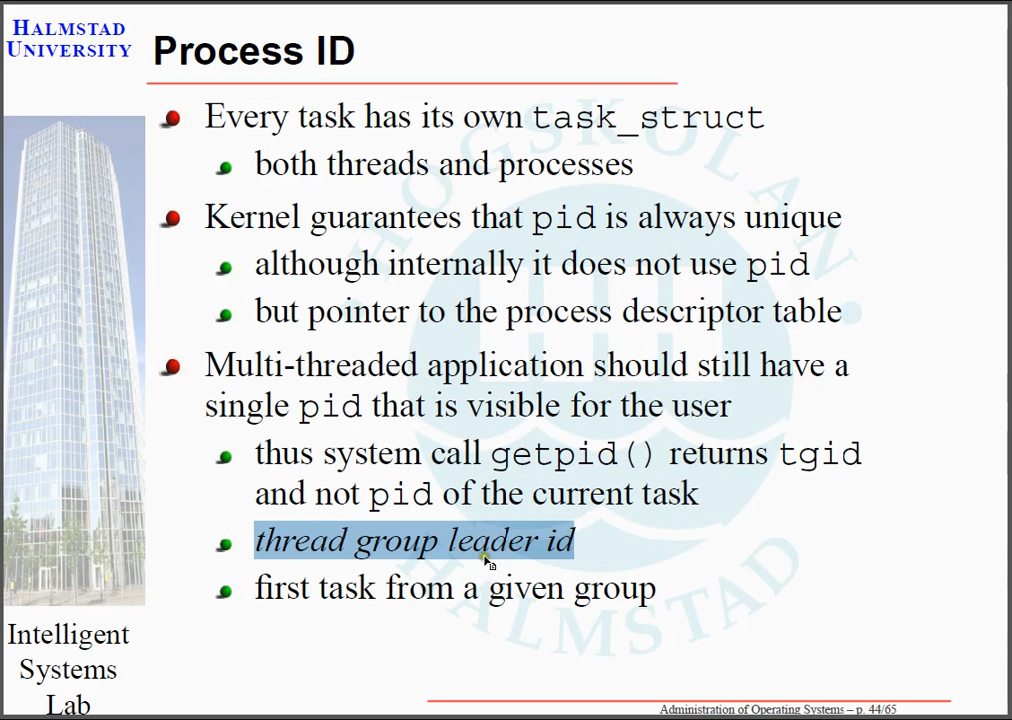 HALMSTAD
UNIVERSITY
Process ID
Every task has its own task_struct
both threads and processes
Kernel guarantees that pid is always unique
although internally it does not use pid
but pointer to the process descriptor table
Multi-threaded application should still have a
single pid that is visible for the user
thus system call getpid() returns tgid
and not pid of the current task
thread group leader id
first task from a given group
HÖGSKOLAN
HALMSTAD
Intelligent
Systems
Lab
Administration of Operating Systems – p. 44/65